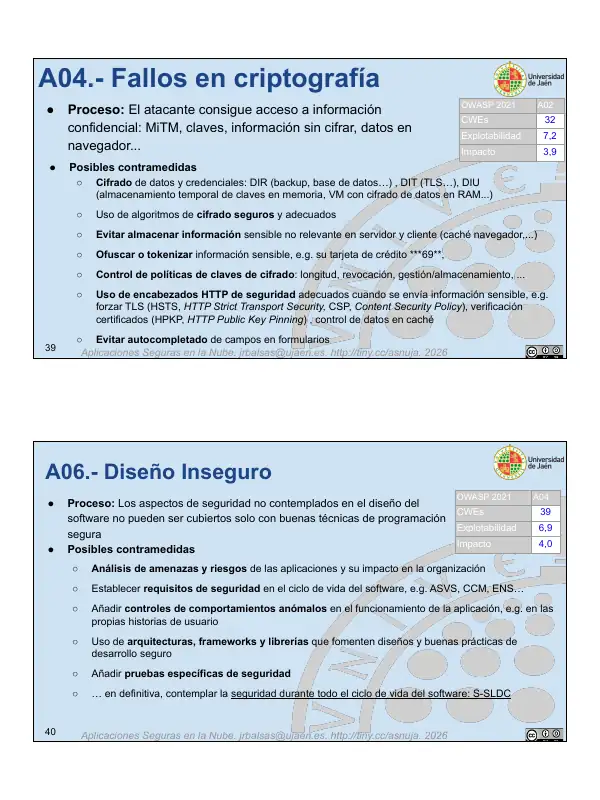 A04.- Fallos en criptografía
Universidad
de Jaén
● Proceso: El atacante consigue acceso a información
confidencial: MiTM, claves, información sin cifrar, datos en
navegador...
OWASP 2021 A02
CWEs 32
Explotabilidad 7,2
Impacto 3,9
● Posibles contramedidas
○ Cifrado de datos y credenciales: DIR (backup, base de datos…) , DIT (TLS…), DIU
(almacenamiento temporal de claves en memoria, VM con cifrado de datos en RAM...)
○ Uso de algoritmos de cifrado seguros y adecuados
○ Evitar almacenar información sensible no relevante en servidor y cliente (caché navegador,...)
○ Ofuscar o tokenizar información sensible, e.g. su tarjeta de crédito ***69**,
○ Control de políticas de claves de cifrado: longitud, revocación, gestión/almacenamiento, ...
○ Uso de encabezados HTTP de seguridad adecuados cuando se envía información sensible, e.g.
forzar TLS (HSTS, HTTP Strict Transport Security, CSP, Content Security Policy), verificación
certificados (HPKP, HTTP Public Key Pinning) , control de datos en caché
○ Evitar autocompletado de campos en formularios
39
Aplicaciones Seguras en la Nube. jrbalsas@ujaen.es. http://tiny.cc/asnuja. 2026
A06.- Diseño Inseguro
Universidad
de Jaén
● Proceso: Los aspectos de seguridad no contemplados en el diseño del
software no pueden ser cubiertos solo con buenas técnicas de programación
segura
OWASP 2021 A04
CWEs 39
Explotabilidad 6,9
Impacto 4,0
● Posibles contramedidas
○ Análisis de amenazas y riesgos de las aplicaciones y su impacto en la organización
○ Establecer requisitos de seguridad en el ciclo de vida del software, e.g. ASVS, CCM, ENS…
○ Añadir controles de comportamientos anómalos en el funcionamiento de la aplicación, e.g. en las
propias historias de usuario
○ Uso de arquitecturas, frameworks y librerías que fomenten diseños y buenas prácticas de
desarrollo seguro
○ Añadir pruebas específicas de seguridad
○ … en definitiva, contemplar la seguridad durante todo el ciclo de vida del software: S-SLDC
40
Aplicaciones Seguras en la Nube. jrbalsas@ujaen.es. http://tiny.cc/asnuja. 2026